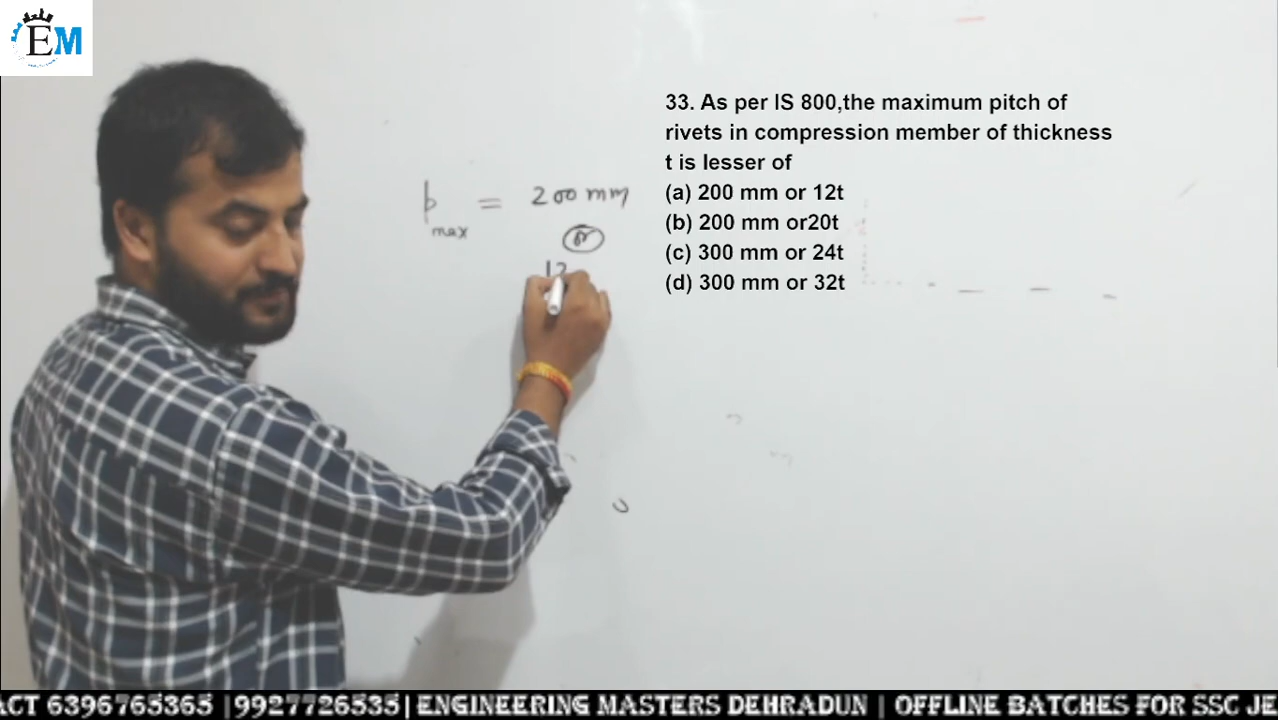 EM
33. As per IS 800,the maximum pitch of
rivets in compression member of thickness
t is lesser of
(a) 200 mm or 12t
(b) 200 mm or20t
(c) 300 mm or 24t
(d) 300 mm or 32t
p max = 200 mm
or
12
ACT 6396765365 |9927726535| ENGINEERING MASTERS DEHRADUN | OFFLINE BATCHES FOR SSC JE